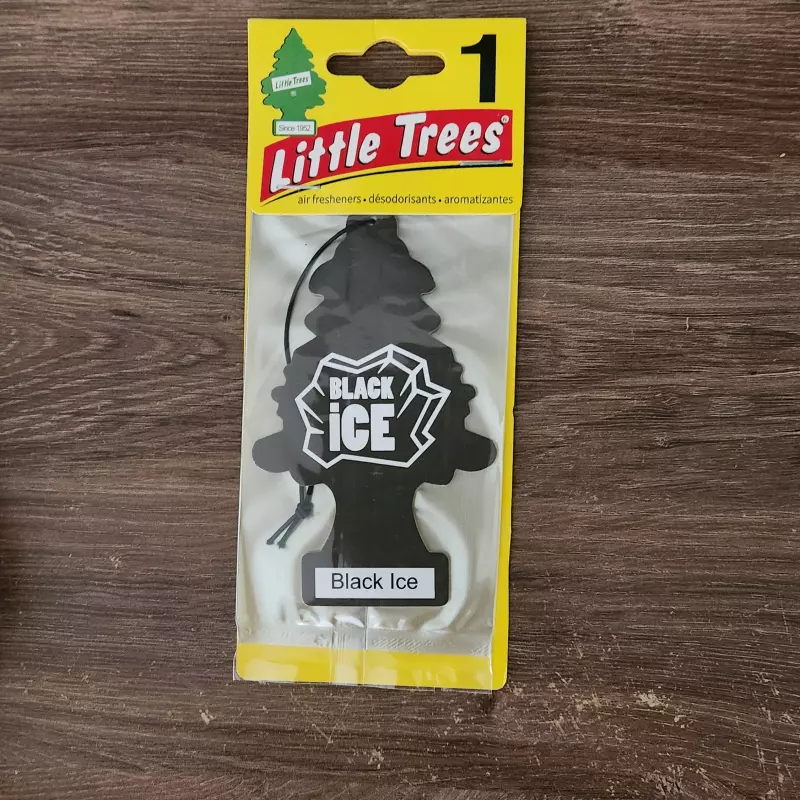 Little Trees
Since 1952
1
Little Trees®
air fresheners • désodorisants • aromatizantes
BLACK
iCE
Black Ice